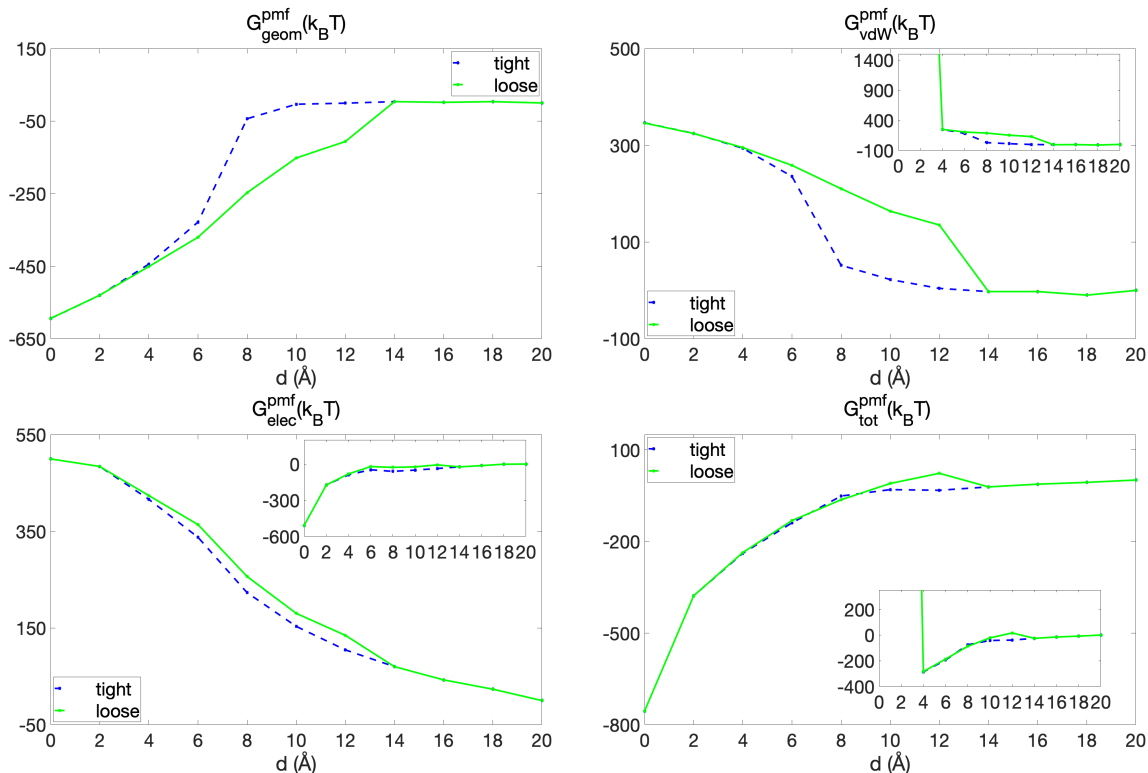 G^pmf_geom(k_BT)
150
-50
-250
-450
-650
tight
loose
0 2 4 6 8 10 12 14 16 18 20
d (Å)
G^pmf_vdW(k_BT)
500
300
100
-100
1400
900
400
-100
0 2 4 6 8 10 12 14 16 18 20
tight
loose
0 2 4 6 8 10 12 14 16 18 20
d (Å)
G^pmf_elec(k_BT)
550
350
150
-50
0
-300
-600
0 2 4 6 8 10 12 14 16 18 20
tight
loose
0 2 4 6 8 10 12 14 16 18 20
d (Å)
G^pmf_tot(k_BT)
100
-200
-500
-800
tight
loose
200
0
-200
-400
0 2 4 6 8 10 12 14 16 18 20
0 2 4 6 8 10 12 14 16 18 20
d (Å)